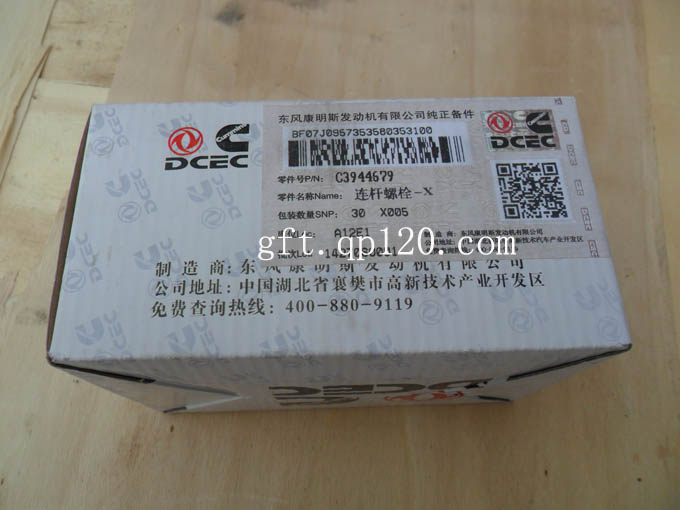 东风康明斯发动机有限公司纯正备件
BF07J0967353580353100
DCEC
Cummins
零件号P/N: C3944679
零件名称Name: 连杆螺栓-X
包装数量SNP: 30 X005
A12E1
gft.qp120.com
制造商:东风康明斯发动机有限公司
公司地址:中国湖北省襄樊市高新技术产业开发区
免费查询热线:400-880-9119
DCEC